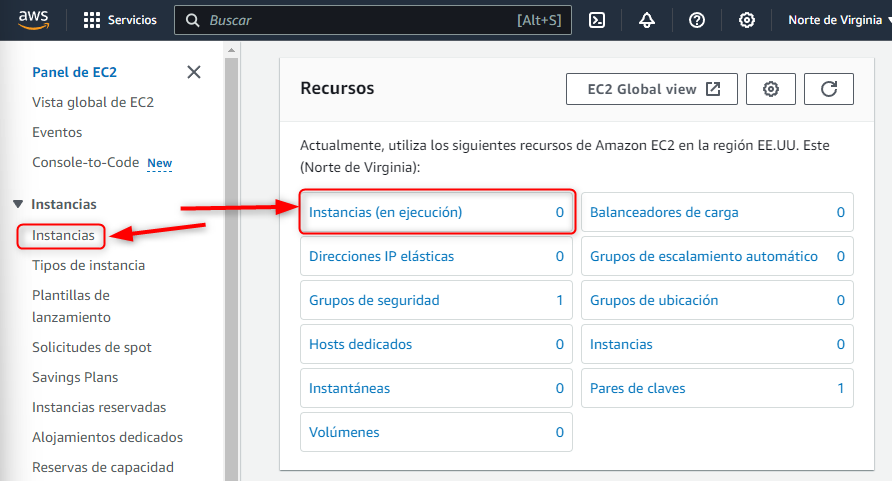 aws
Servicios
Buscar
[Alt+S]
Norte de Virginia
Panel de EC2
Vista global de EC2
Eventos
Console-to-Code New
Instancias
Instancias
Tipos de instancia
Plantillas de
lanzamiento
Solicitudes de spot
Savings Plans
Instancias reservadas
Alojamientos dedicados
Reservas de capacidad
Recursos
EC2 Global view
Actualmente, utiliza los siguientes recursos de Amazon EC2 en la región EE.UU. Este
(Norte de Virginia):
Instancias (en ejecución) 0
Balanceadores de carga 0
Direcciones IP elásticas 0
Grupos de escalamiento automático 0
Grupos de seguridad 1
Grupos de ubicación 0
Hosts dedicados 0
Instancias 0
Instantáneas 0
Pares de claves 1
Volúmenes 0